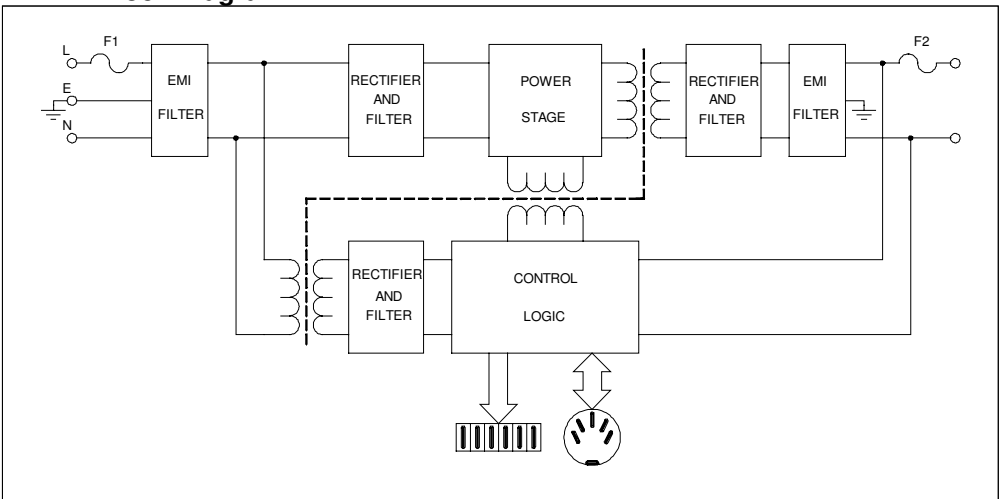 F1
F2
L
E
N
EMI
FILTER
RECTIFIER
AND
FILTER
POWER
STAGE
RECTIFIER
AND
FILTER
EMI
FILTER
RECTIFIER
AND
FILTER
CONTROL
LOGIC